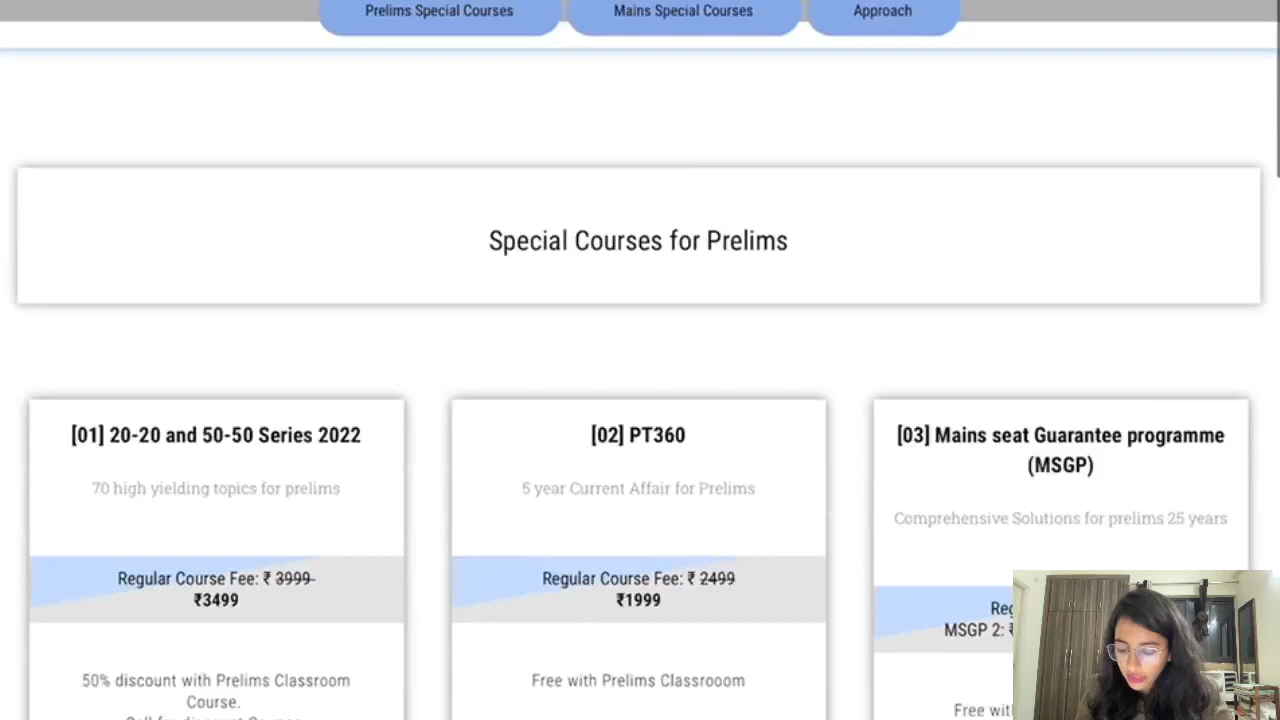 Prelims Special Courses
Mains Special Courses
Approach
Special Courses for Prelims
[01] 20-20 and 50-50 Series 2022
70 high yielding topics for prelims
Regular Course Fee: ₹ 3999
₹3499
50% discount with Prelims Classroom
Course.
[02] PT360
5 year Current Affair for Prelims
Regular Course Fee: ₹ 2499
₹1999
Free with Prelims Classrooom
[03] Mains seat Guarantee programme
(MSGP)
Comprehensive Solutions for prelims 25 years
MSGP 2: ₹
Free